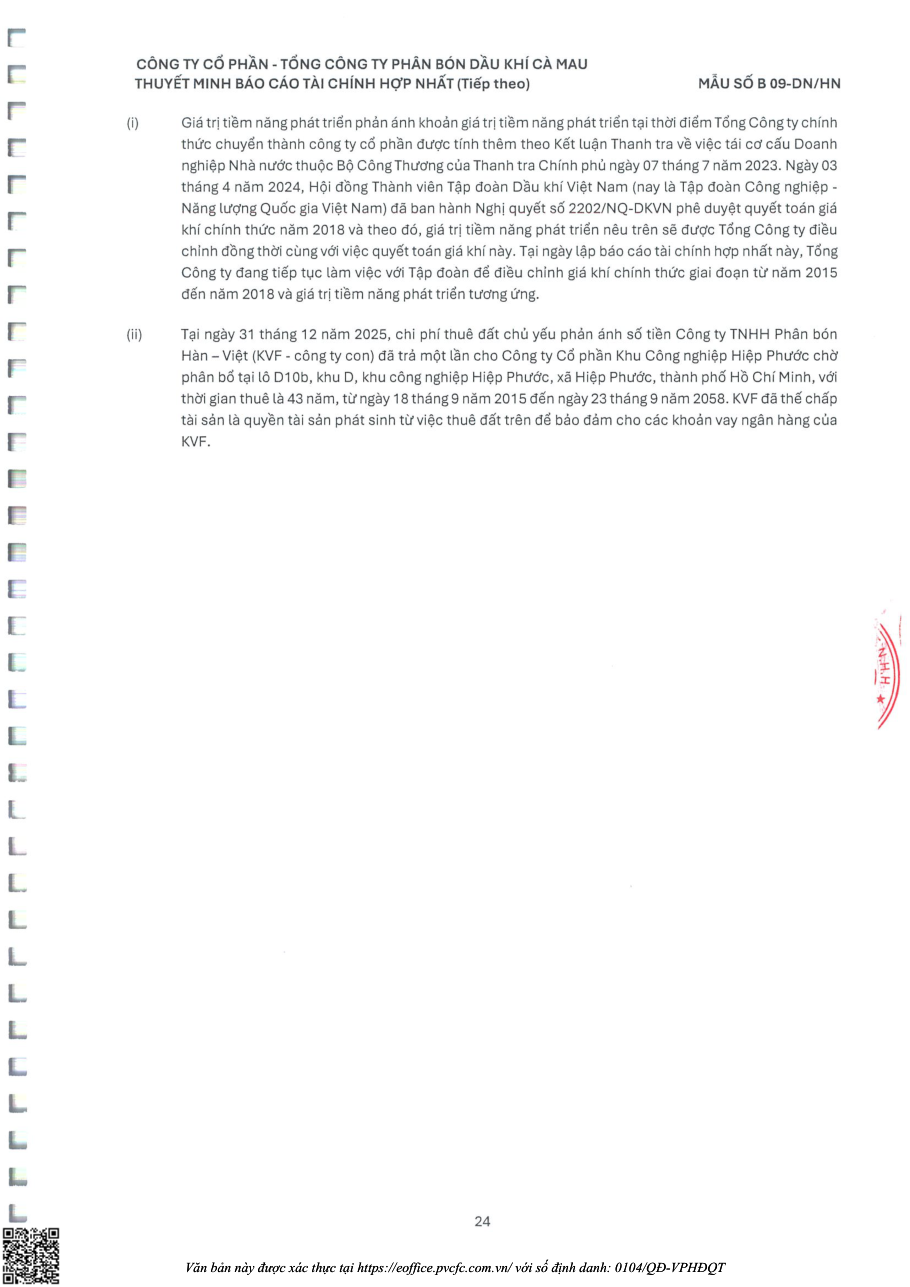 CÔNG TY CỔ PHẦN - TỔNG CÔNG TY PHÂN BÓN DẦU KHÍ CÀ MAU
THUYẾT MINH BÁO CÁO TÀI CHÍNH HỢP NHẤT (Tiếp theo) MẪU SỐ B 09-DN/HN
(i) Giá trị tiềm năng phát triển phản ánh khoản giá trị tiềm năng phát triển tại thời điểm Tổng Công ty chính
thức chuyển thành công ty cổ phần được tính thêm theo Kết luận Thanh tra về việc tái cơ cấu Doanh
nghiệp Nhà nước thuộc Bộ Công Thương của Thanh tra Chính phủ ngày 07 tháng 7 năm 2023. Ngày 03
tháng 4 năm 2024, Hội đồng Thành viên Tập đoàn Dầu khí Việt Nam (nay là Tập đoàn Công nghiệp -
Năng lượng Quốc gia Việt Nam) đã ban hành Nghị quyết số 2202/NQ-DKVN phê duyệt quyết toán giá
khí chính thức năm 2018 và theo đó, giá trị tiềm năng phát triển nêu trên sẽ được Tổng Công ty điều
chỉnh đồng thời cùng với việc quyết toán giá khí này. Tại ngày lập báo cáo tài chính hợp nhất này, Tổng
Công ty đang tiếp tục làm việc với Tập đoàn để điều chỉnh giá khí chính thức giai đoạn từ năm 2015
đến năm 2018 và giá trị tiềm năng phát triển tương ứng.
(ii) Tại ngày 31 tháng 12 năm 2025, chi phí thuê đất chủ yếu phản ánh số tiền Công ty TNHH Phân bón
Hàn – Việt (KVF - công ty con) đã trả một lần cho Công ty Cổ phần Khu Công nghiệp Hiệp Phước chờ
phân bổ tại lô D10b, khu D, khu công nghiệp Hiệp Phước, xã Hiệp Phước, thành phố Hồ Chí Minh, với
thời gian thuê là 43 năm, từ ngày 18 tháng 9 năm 2015 đến ngày 23 tháng 9 năm 2058. KVF đã thế chấp
tài sản là quyền tài sản phát sinh từ việc thuê đất trên để bảo đảm cho các khoản vay ngân hàng của
KVF.
N.H.H
24
Văn bản này được xác thực tại https://eoffice.pvcfc.com.vn/ với số định danh: 0104/QĐ-VPHĐQT